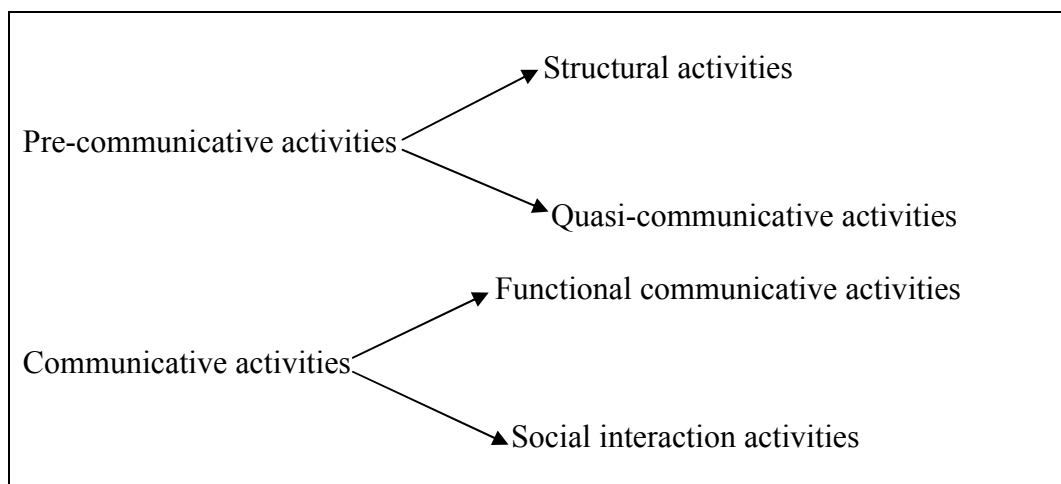 Structural activities
Pre-communicative activities
Quasi-communicative activities
Functional communicative activities
Communicative activities
Social interaction activities